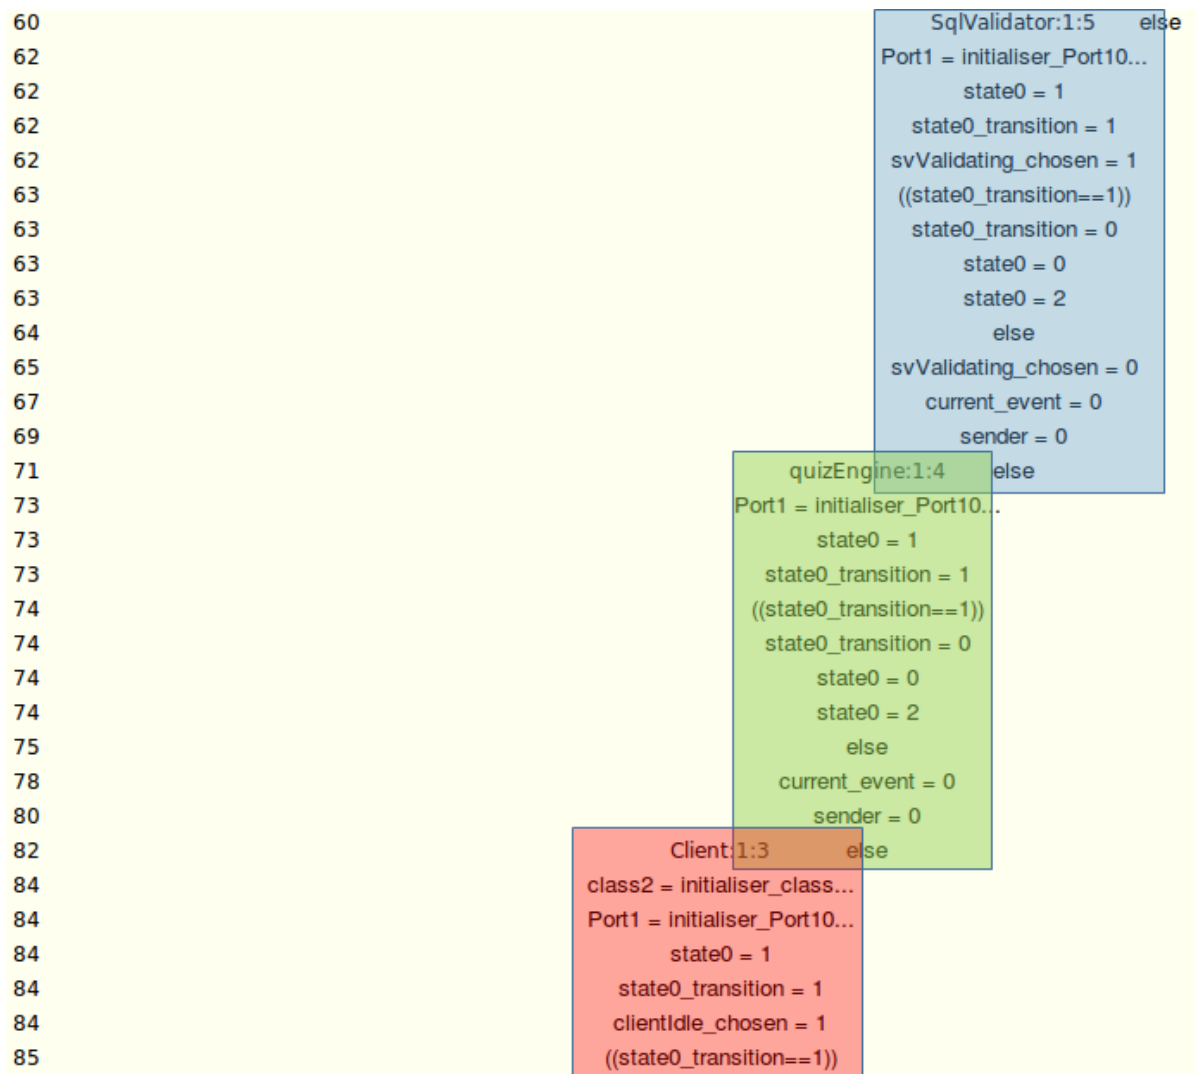 60 SqlValidator:1:5 else
62 Port1 = initialiser_Port10...
62 state0 = 1
62 state0_transition = 1
62 svValidating_chosen = 1
63 ((state0_transition==1))
63 state0_transition = 0
63 state0 = 0
63 state0 = 2
64 else
65 svValidating_chosen = 0
67 current_event = 0
69 sender = 0
71 quizEngine:1:4 else
73 Port1 = initialiser_Port10...
73 state0 = 1
73 state0_transition = 1
74 ((state0_transition==1))
74 state0_transition = 0
74 state0 = 0
74 state0 = 2
75 else
78 current_event = 0
80 sender = 0
82 Client:1:3 else
84 class2 = initialiser_class...
84 Port1 = initialiser_Port10...
84 state0 = 1
84 state0_transition = 1
84 clientIdle_chosen = 1
85 ((state0_transition==1))